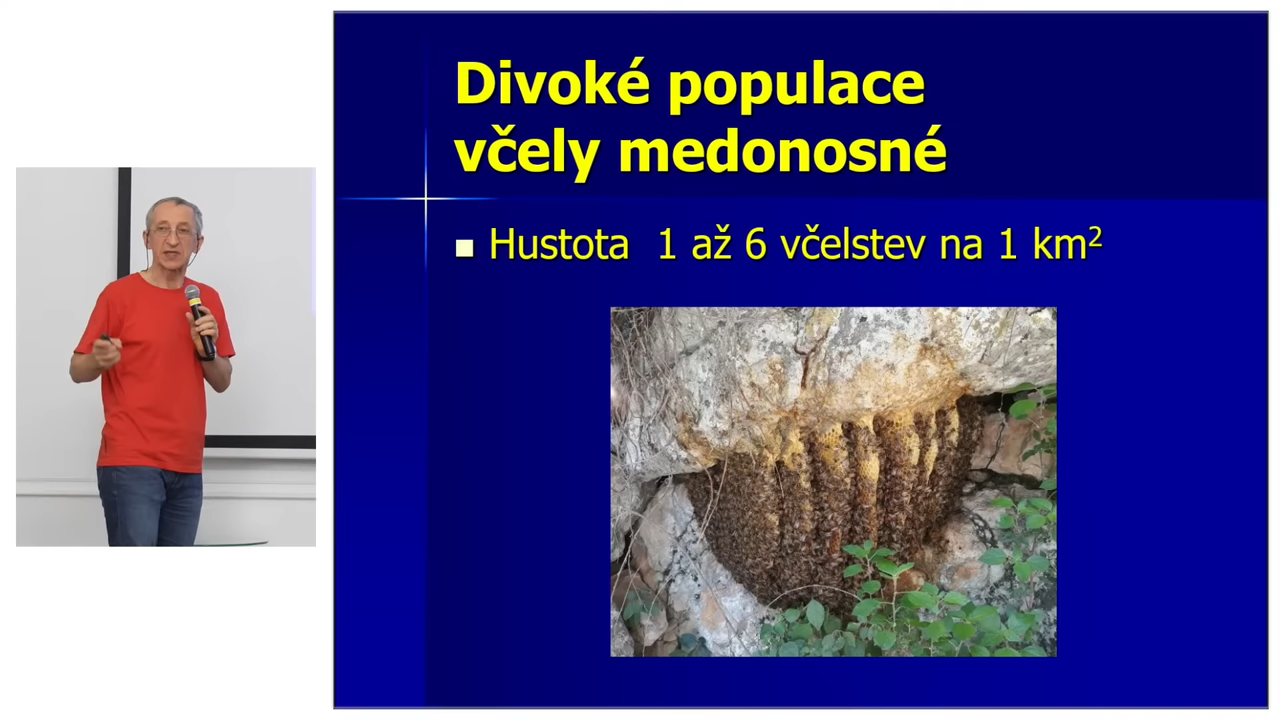 Divoké populace
včely medonosné
Hustota 1 až 6 včelstev na 1 km²